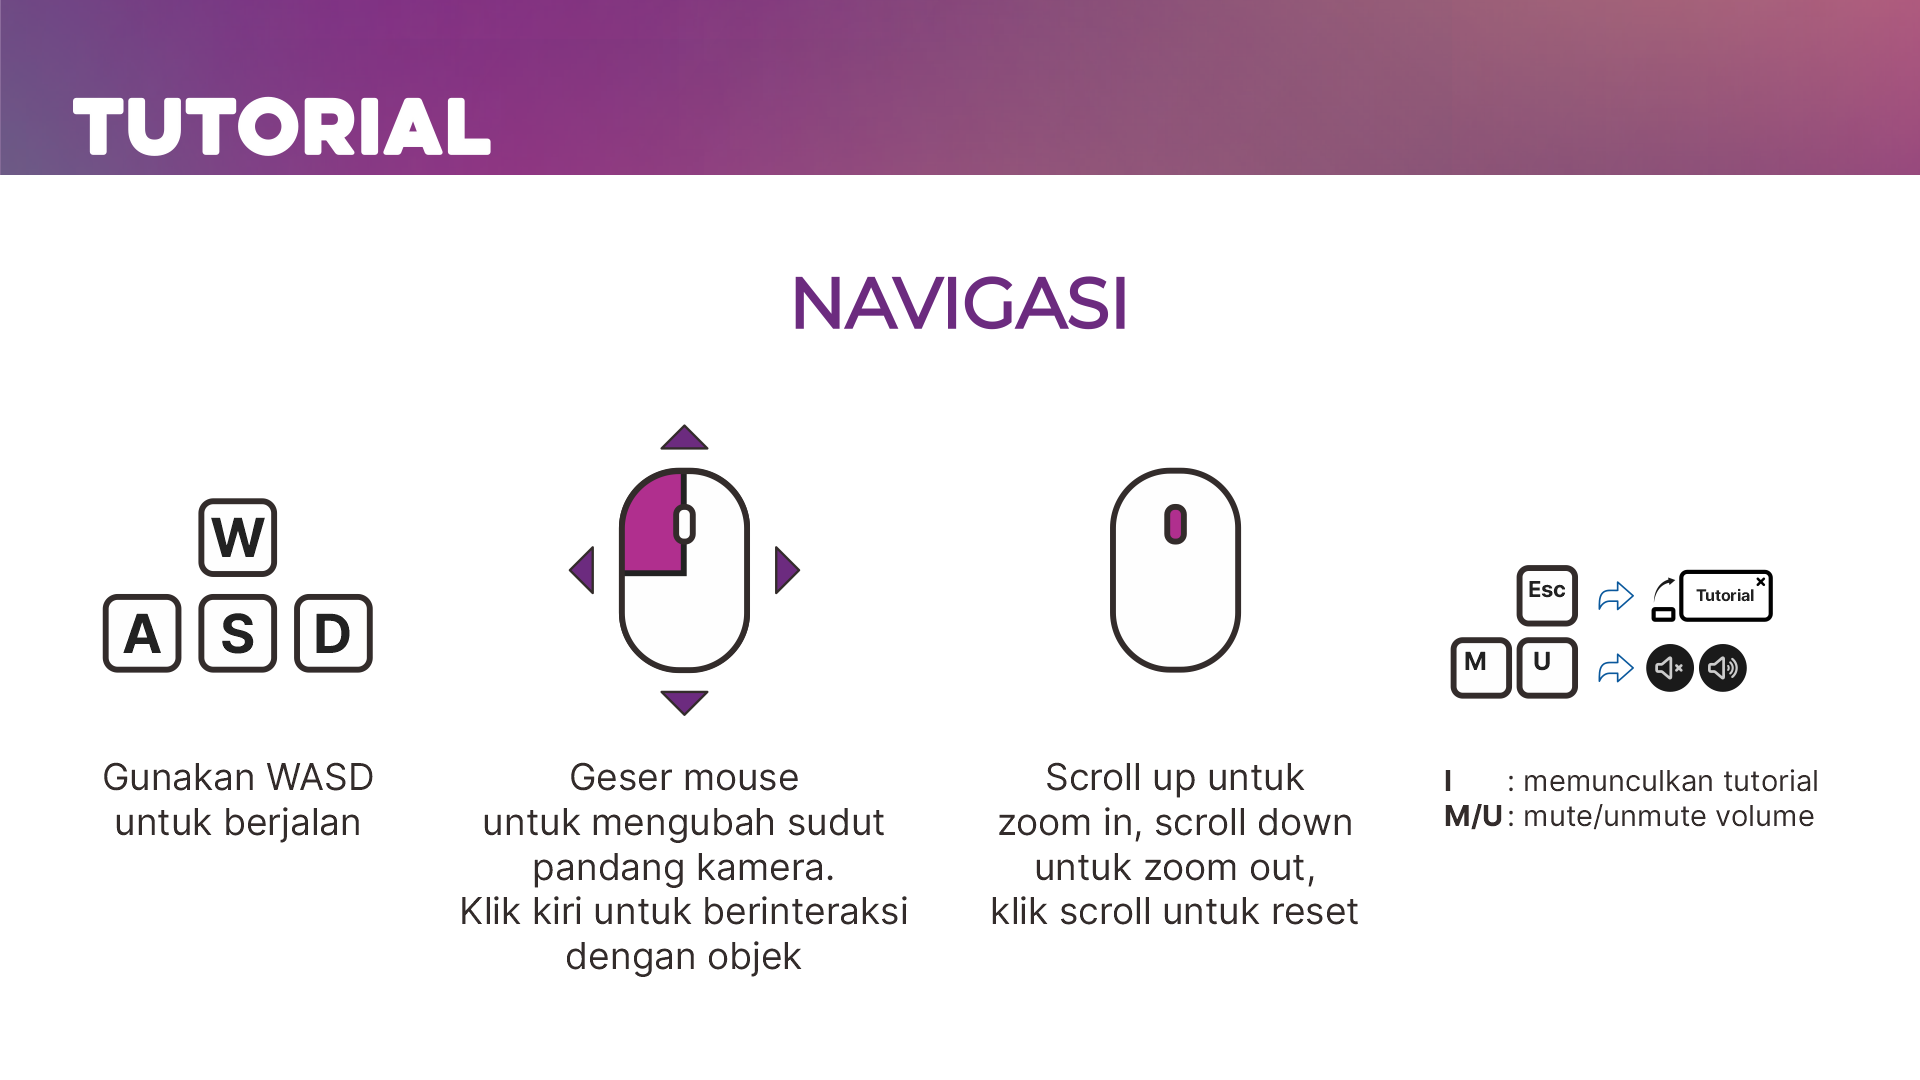 TUTORIAL
NAVIGASI
W
A S D
Gunakan WASD
untuk berjalan
Geser mouse
untuk mengubah sudut
pandang kamera.
Klik kiri untuk berinteraksi
dengan objek
Scroll up untuk
zoom in, scroll down
untuk zoom out,
klik scroll untuk reset
Esc Tutorial
M U
I : memunculkan tutorial
M/U : mute/unmute volume